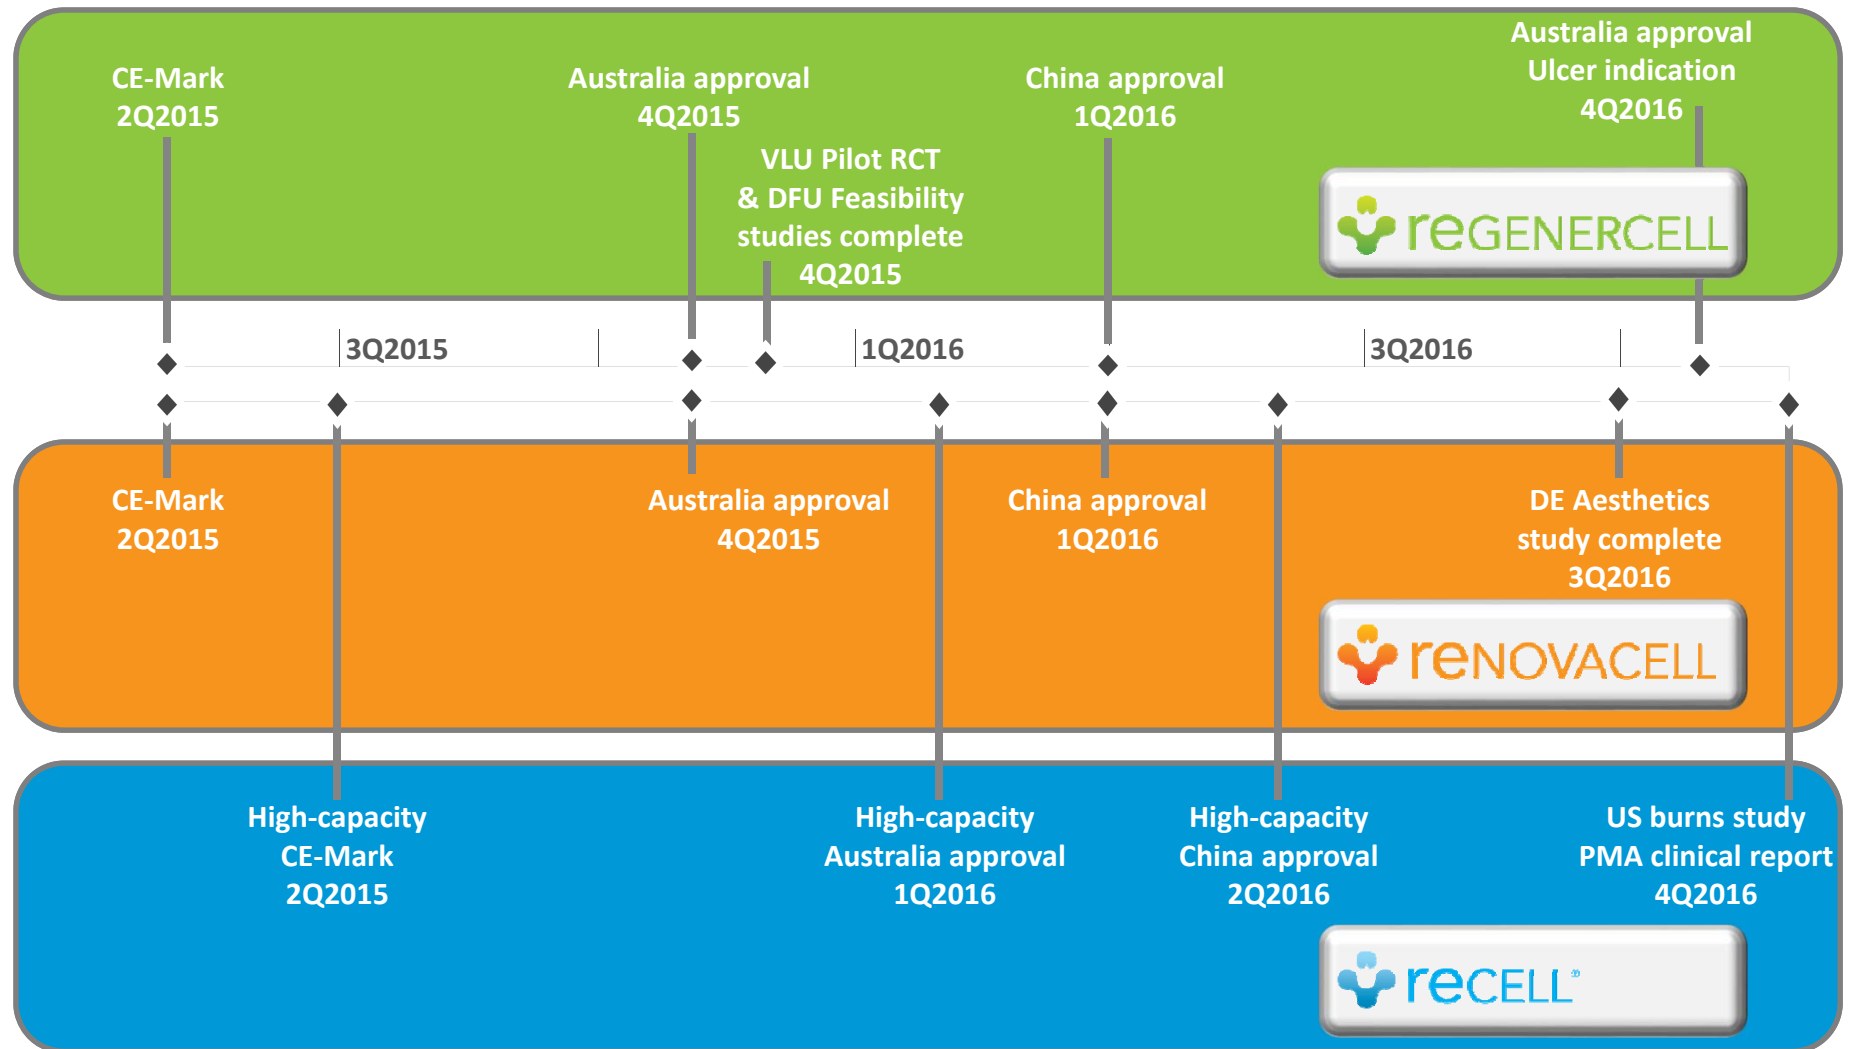 CE-Mark
2Q2015
Australia approval
4Q2015
VLU Pilot RCT
& DFU Feasibility
studies complete
4Q2015
China approval
1Q2016
Australia approval
Ulcer indication
4Q2016
reGENERCELL
3Q2015
1Q2016
3Q2016
CE-Mark
2Q2015
Australia approval
4Q2015
China approval
1Q2016
DE Aesthetics
study complete
3Q2016
reNOVACELL
High-capacity
CE-Mark
2Q2015
High-capacity
Australia approval
1Q2016
High-capacity
China approval
2Q2016
US burns study
PMA clinical report
4Q2016
reCELL®